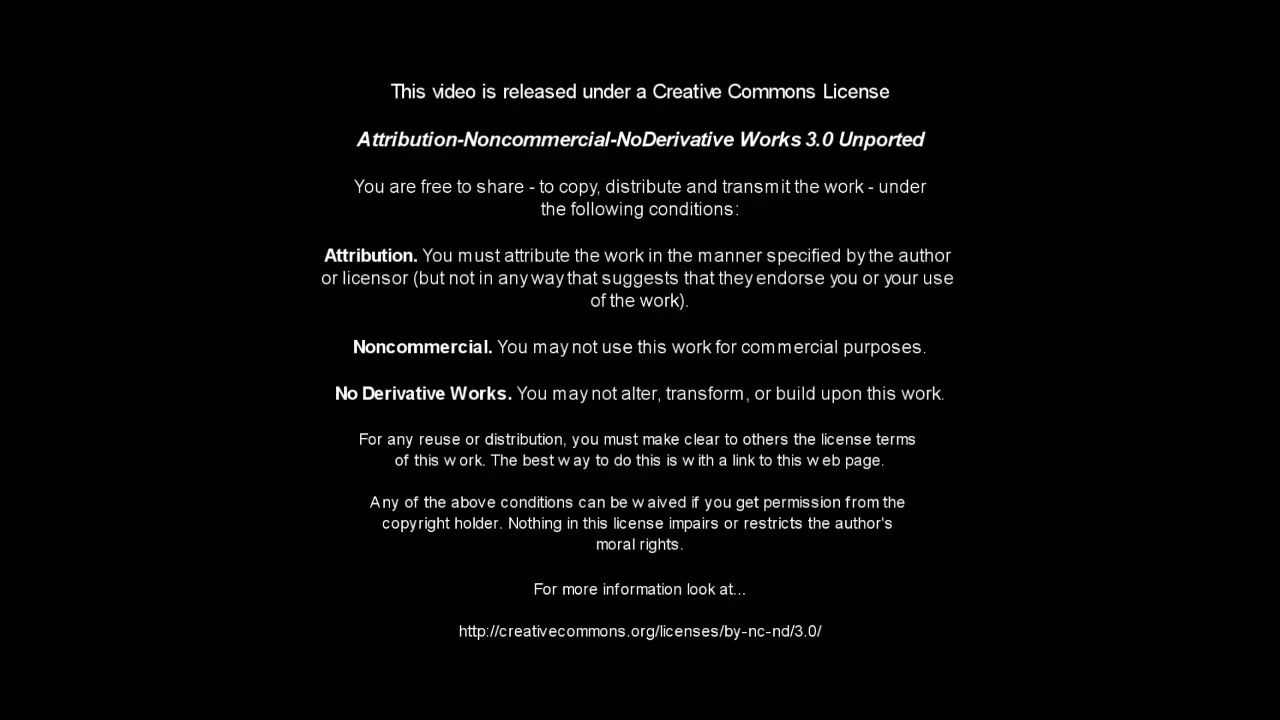 This video is released under a Creative Commons License
Attribution-Noncommercial-NoDerivative Works 3.0 Unported
You are free to share - to copy, distribute and transmit the work - under
the following conditions:
Attribution. You must attribute the work in the manner specified by the author
or licensor (but not in any way that suggests that they endorse you or your use
of the work).
Noncommercial. You may not use this work for commercial purposes.
No Derivative Works. You may not alter, transform, or build upon this work.
For any reuse or distribution, you must make clear to others the license terms
of this work. The best way to do this is with a link to this web page.
Any of the above conditions can be waived if you get permission from the
copyright holder. Nothing in this license impairs or restricts the author's
moral rights.
For more information look at...
http://creativecommons.org/licenses/by-nc-nd/3.0/